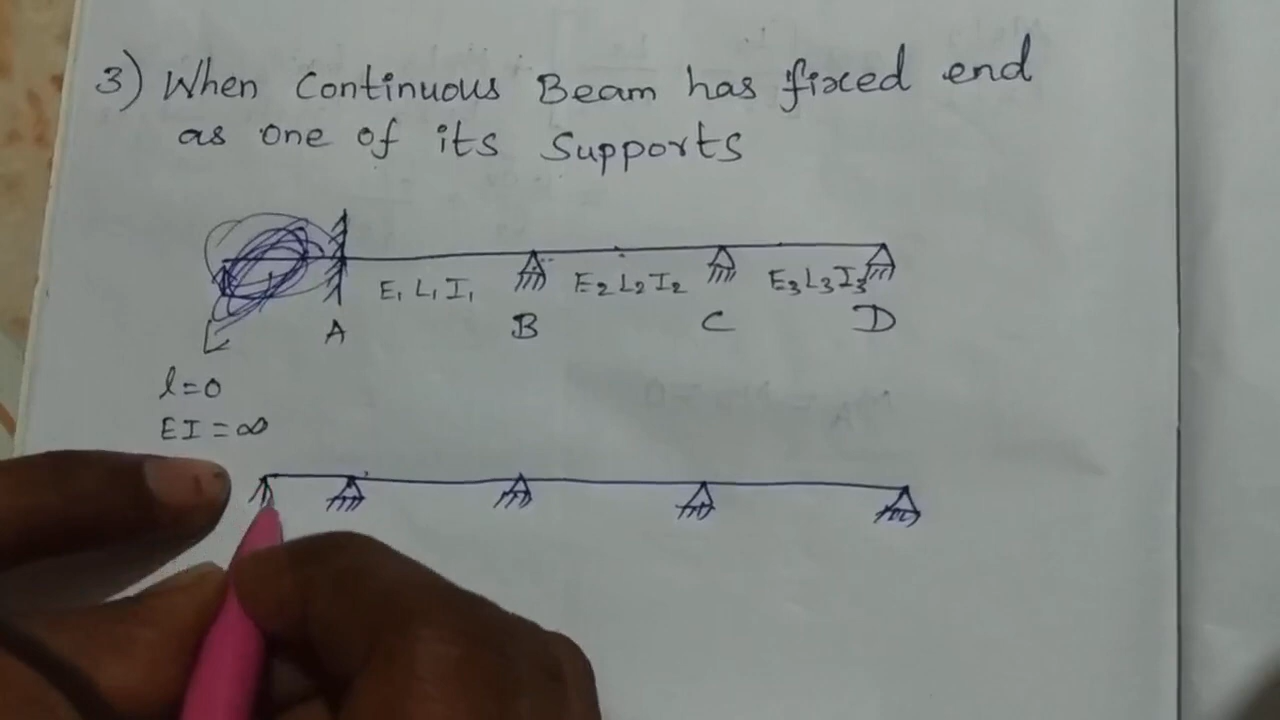 3) When Continuous Beam has fixed end
as one of its Supports
E₁ L₁ I₁ E₂ L₂ I₂ E₃ L₃ I₃
A B C D
l=0
EI = ∞